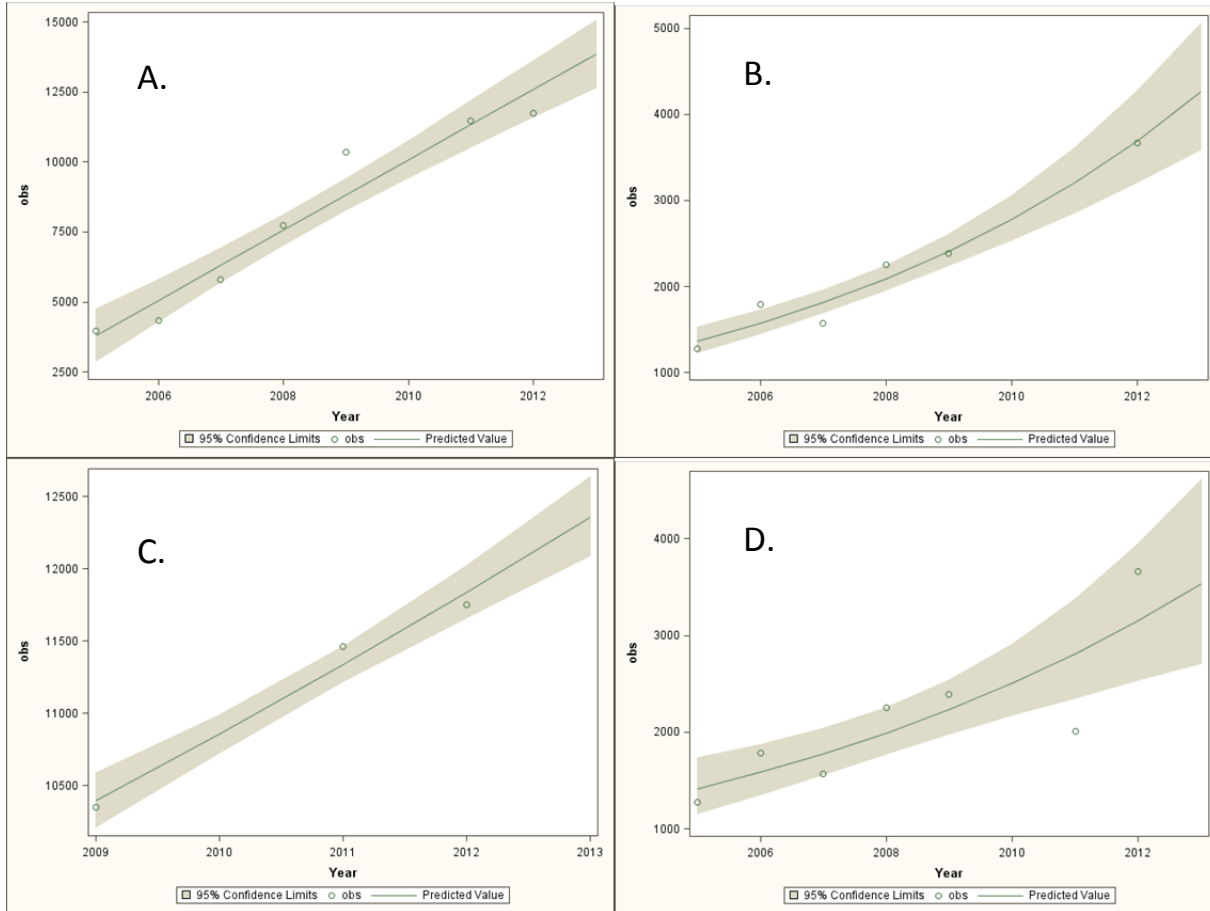 A.
15000
12500
10000
7500
5000
2500
obs
2006 2008 2010 2012
Year
95% Confidence Limits obs Predicted Value
B.
5000
4000
3000
2000
1000
obs
2006 2008 2010 2012
Year
95% Confidence Limits obs Predicted Value
C.
12500
12000
11500
11000
10500
obs
2009 2010 2011 2012 2013
Year
95% Confidence Limits obs Predicted Value
D.
4000
3000
2000
1000
obs
2006 2008 2010 2012
Year
95% Confidence Limits obs Predicted Value